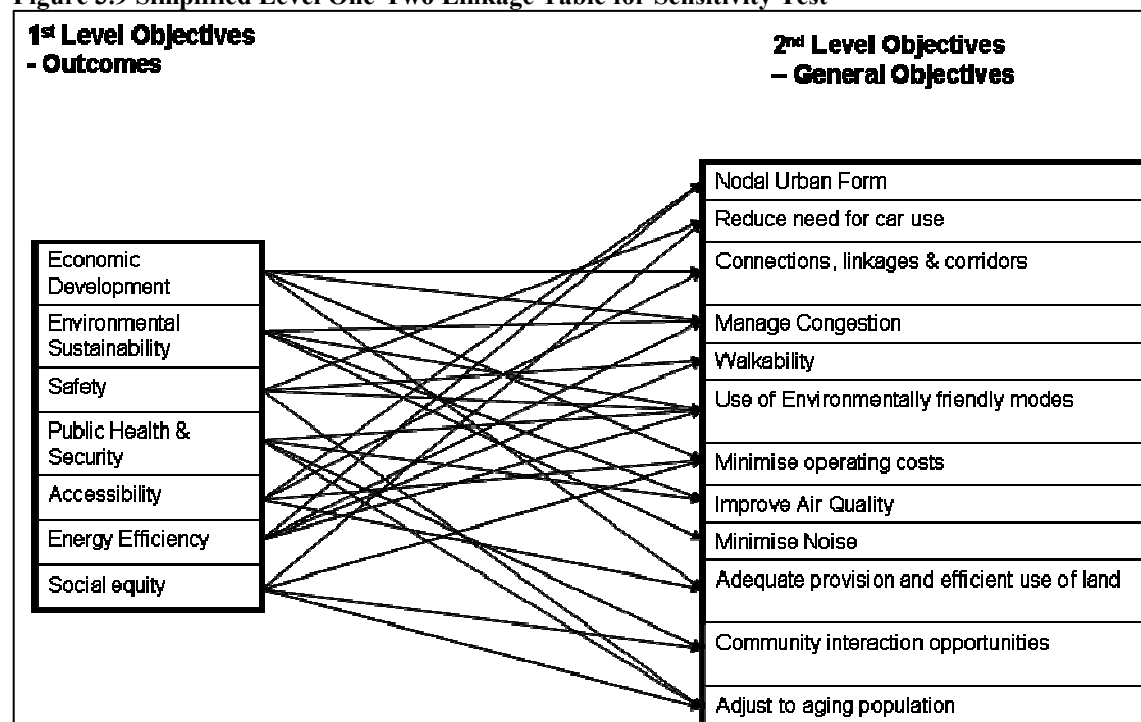 Figure 3.9 Simplified Level One-Two Linkage Table for Sensitivity Test
1st Level Objectives
- Outcomes
2nd Level Objectives
– General Objectives
Economic
Development
Environmental
Sustainability
Safety
Public Health &
Security
Accessibility
Energy Efficiency
Social equity
Nodal Urban Form
Reduce need for car use
Connections, linkages & corridors
Manage Congestion
Walkability
Use of Environmentally friendly modes
Minimise operating costs
Improve Air Quality
Minimise Noise
Adequate provision and efficient use of land
Community interaction opportunities
Adjust to aging population